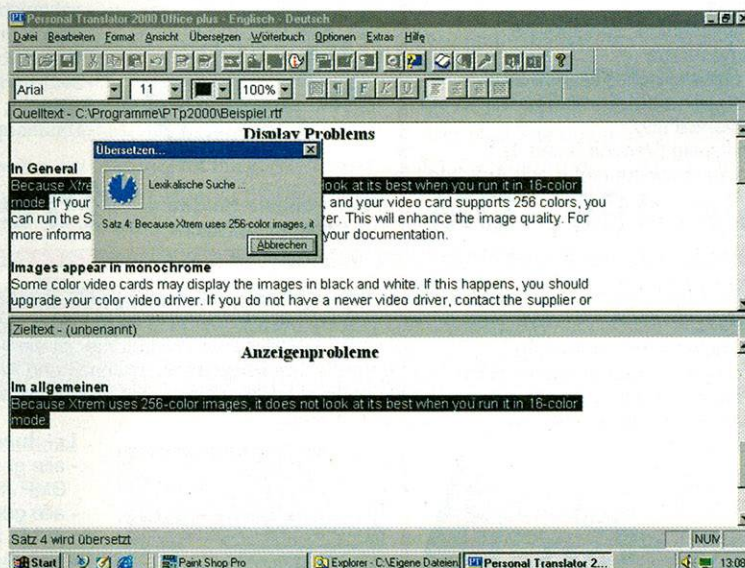 Personal Translator 2000 Office plus - Englisch - Deutsch
Datei Bearbeiten Format Ansicht Übersetzen Wörterbuch Optionen Extras Hilfe
Arial 11 100% F K U
Quelltext - C:\Programme\PTp2000\Beispiel.rtf
Display Problems
Übersetzen...
In General
Lexikalische Suche ...
Because Xtre look at its best when you run it in 16-color
mode. If your , and your video card supports 256 colors, you
can run the S ver. This will enhance the image quality. For
Satz 4: Because Xtrem uses 256-color images, it
more informa your documentation.
Abbrechen
Images appear in monochrome
Some color video cards may display the images in black and white. If this happens, you should
upgrade your color video driver. If you do not have a newer video driver, contact the supplier or
Zieltext - (unbenannt)
Anzeigenprobleme
Im allgemeinen
Because Xtrem uses 256-color images, it does not look at its best when you run it in 16-color
mode.
Satz 4 wird übersetzt NUM
Start Paint Shop Pro Explorer - C:\Eigene Dateien Personal Translator 2... 13:08